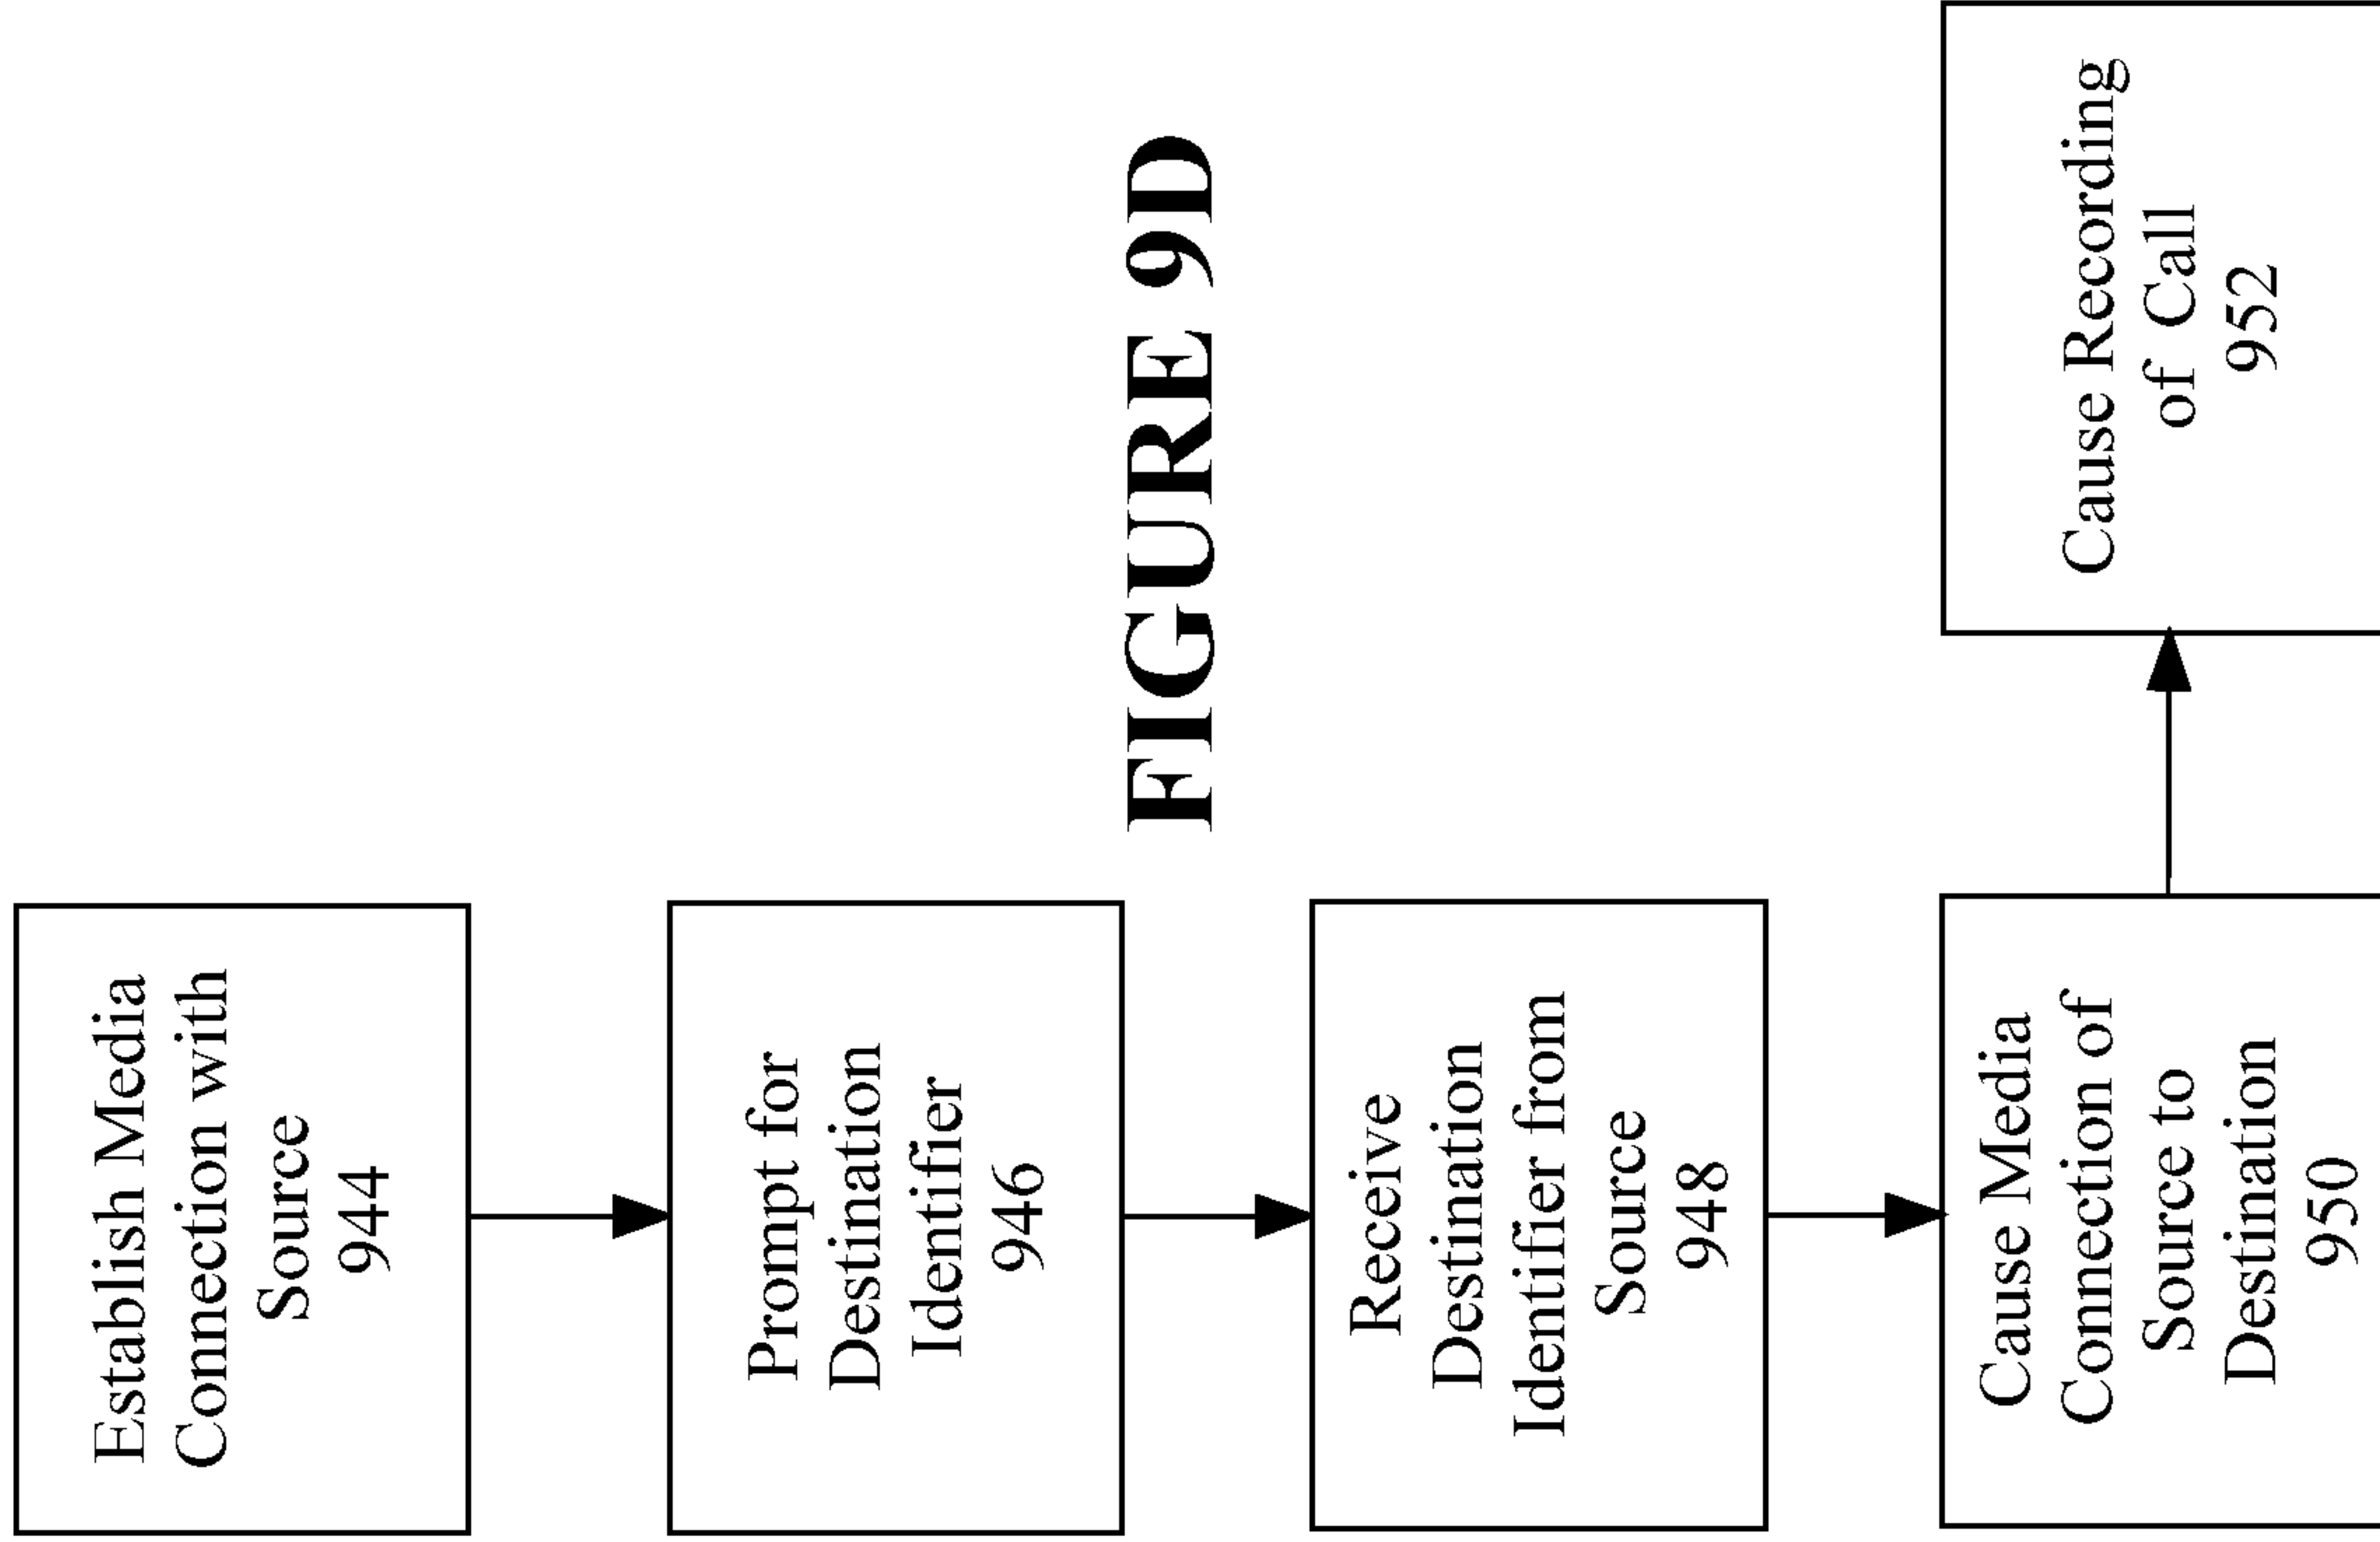 Establish Media
Connection with
Source
944
Prompt for
Destination
Identifier
946
Receive
Destination
Identifier from
Source
948
Cause Media
Connection of
Source to
Destination
950
Cause Recording
of Call
952
FIGURE 9D